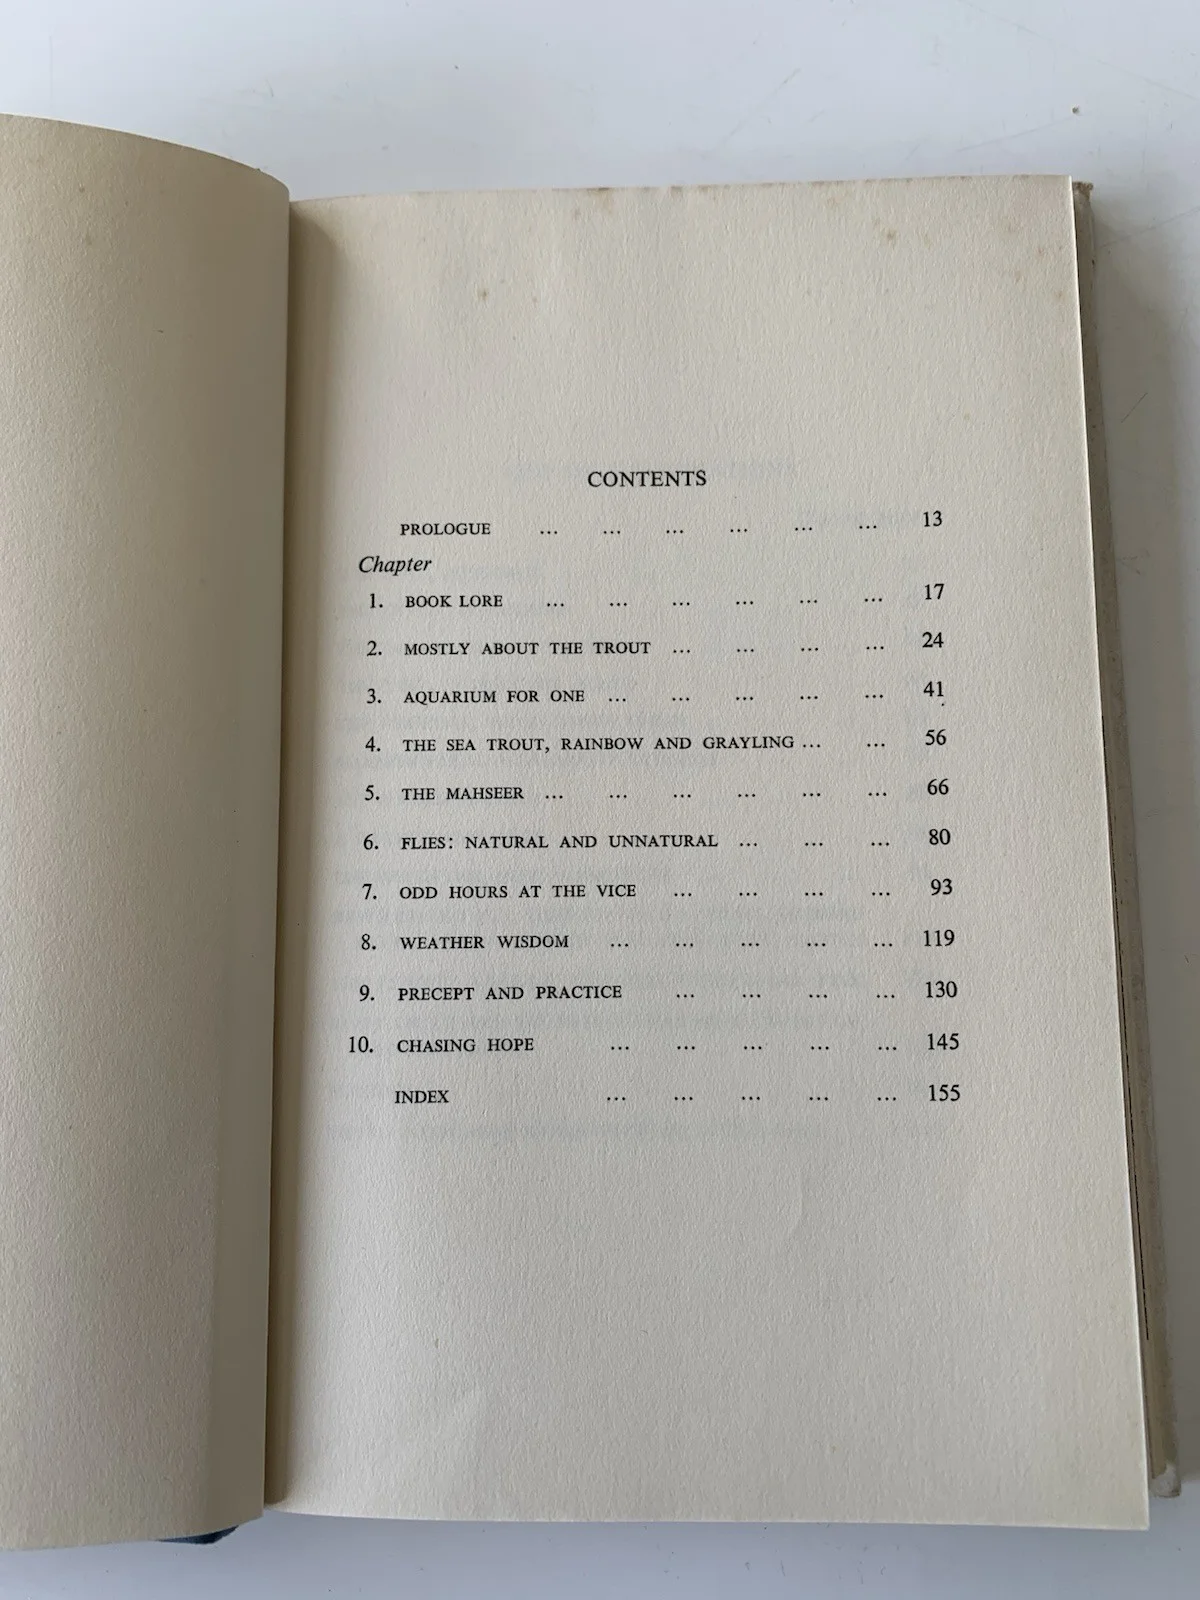 CONTENTS
PROLOGUE ... ... ... ... ... ... 13
Chapter
1. BOOK LORE ... ... ... ... ... ... 17
2. MOSTLY ABOUT THE TROUT ... ... ... ... 24
3. AQUARIUM FOR ONE ... ... ... ... ... 41
4. THE SEA TROUT, RAINBOW AND GRAYLING ... ... 56
5. THE MAHSEER ... ... ... ... ... ... 66
6. FLIES: NATURAL AND UNNATURAL ... ... ... 80
7. ODD HOURS AT THE VICE ... ... ... ... 93
8. WEATHER WISDOM ... ... ... ... ... 119
9. PRECEPT AND PRACTICE ... ... ... ... 130
10. CHASING HOPE ... ... ... ... ... 145
INDEX ... ... ... ... ... 155